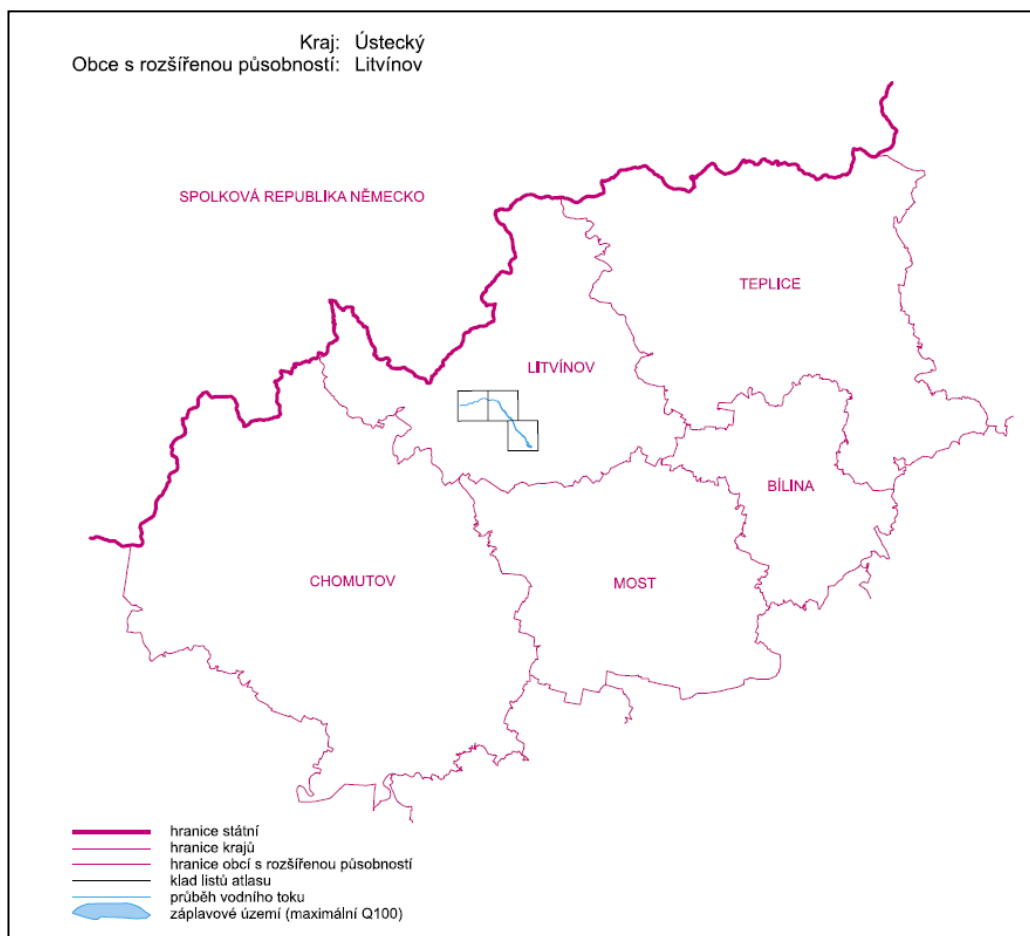 Kraj: Ústecký
Obce s rozšířenou působností: Litvínov
SPOLKOVÁ REPUBLIKA NĚMECKO
TEPLICE
LITVÍNOV
BÍLINA
CHOMUTOV
MOST
hranice státní
hranice krajů
hranice obcí s rozšířenou působností
klad listů atlasu
průběh vodního toku
záplavové území (maximální Q100)